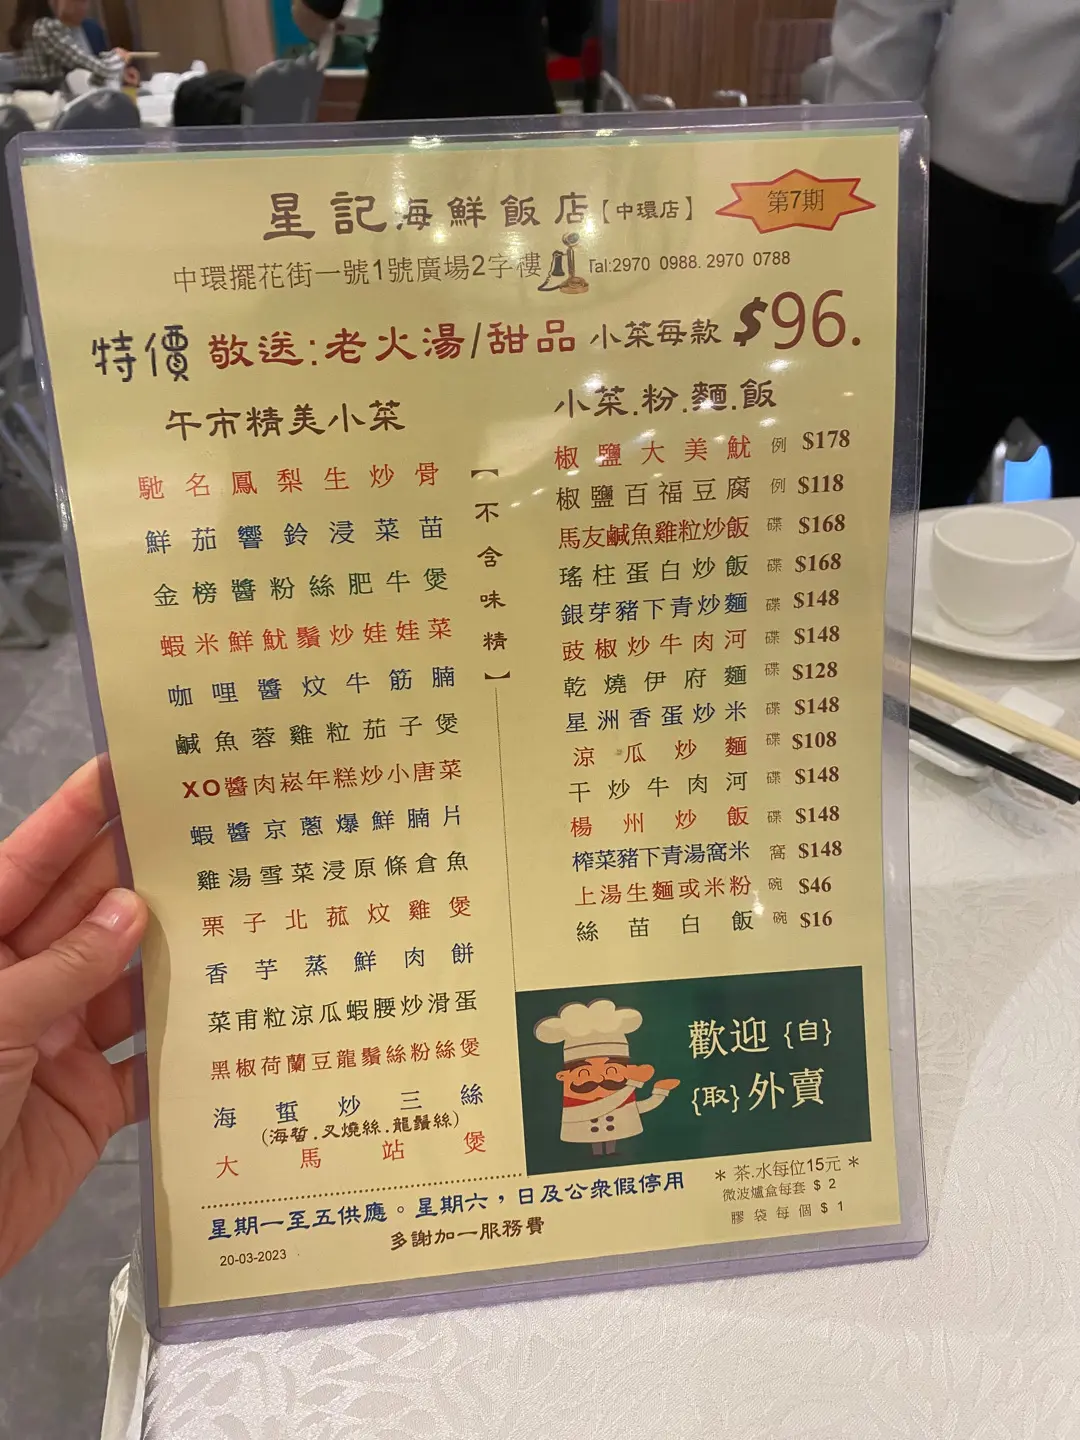 星記海鮮飯店【中環店】
第7期
中環擺花街一號1號廣場2字樓
Tal:2970 0988. 2970 0788
特價 敬送:老火湯/甜品 小菜每款 $96.
午市精美小菜
【不含味精】
馳名鳳梨生炒骨
鮮茄響鈴浸菜苗
金榜醬粉絲肥牛煲
蝦米鮮魷鬚炒娃娃菜
咖哩醬炆牛筋腩
鹹魚蓉雞粒茄子煲
XO醬肉崧年糕炒小唐菜
蝦醬京蔥爆鮮腩片
雞湯雪菜浸原條倉魚
栗子北菰炆雞煲
香芋蒸鮮肉餅
菜甫粒涼瓜蝦腰炒滑蛋
黑椒荷蘭豆龍鬚絲粉絲煲
海蜇炒三絲
(海蜇.叉燒絲.龍鬚絲)
大馬站煲
小菜.粉.麵.飯
椒鹽大美魷 例 $178
椒鹽百福豆腐 例 $118
馬友鹹魚雞粒炒飯 碟 $168
瑤柱蛋白炒飯 碟 $168
銀芽豬下青炒麵 碟 $148
豉椒炒牛肉河 碟 $148
乾燒伊府麵 碟 $128
星洲香蛋炒米 碟 $148
涼瓜炒麵 碟 $108
干炒牛肉河 碟 $148
楊州炒飯 碟 $148
榨菜豬下青湯窩米 窩 $148
上湯生麵或米粉 碗 $46
絲苗白飯 碗 $16
歡迎{自}
{取}外賣
星期一至五供應。星期六，日及公眾假停用
多謝加一服務費
20-03-2023
＊茶.水每位15元＊
微波爐盒每套 $ 2
膠袋每個 $ 1